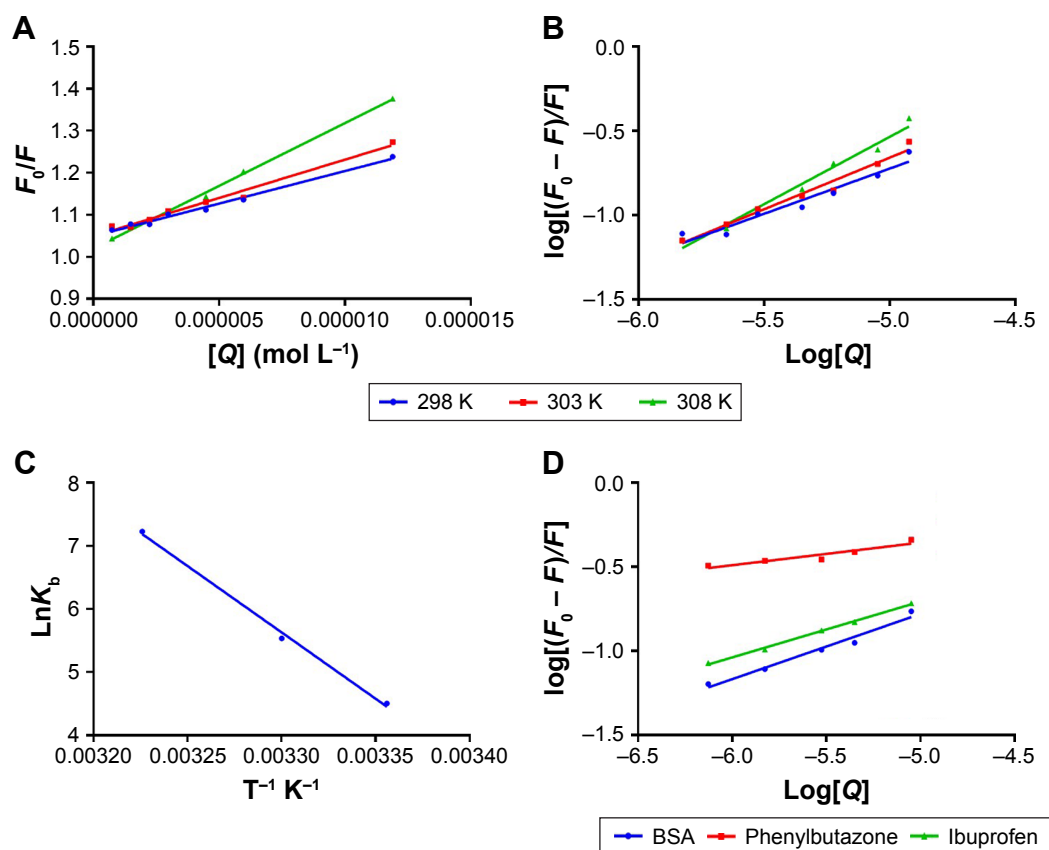 A
1.5
1.4
1.3
1.2
1.1
1.0
0.9
F₀/F
0.000000
0.000005
0.000010
0.000015
[Q] (mol L⁻¹)
B
0.0
–0.5
–1.0
–1.5
log[(F₀ – F)/F]
–6.0
–5.5
–5.0
–4.5
Log[Q]
298 K 303 K 308 K
C
8
7
6
5
4
LnK_b
0.00320
0.00325
0.00330
0.00335
0.00340
T⁻¹ K⁻¹
D
0.0
–0.5
–1.0
–1.5
log[(F₀ – F)/F]
–6.5
–6.0
–5.5
–5.0
–4.5
Log[Q]
BSA Phenylbutazone Ibuprofen